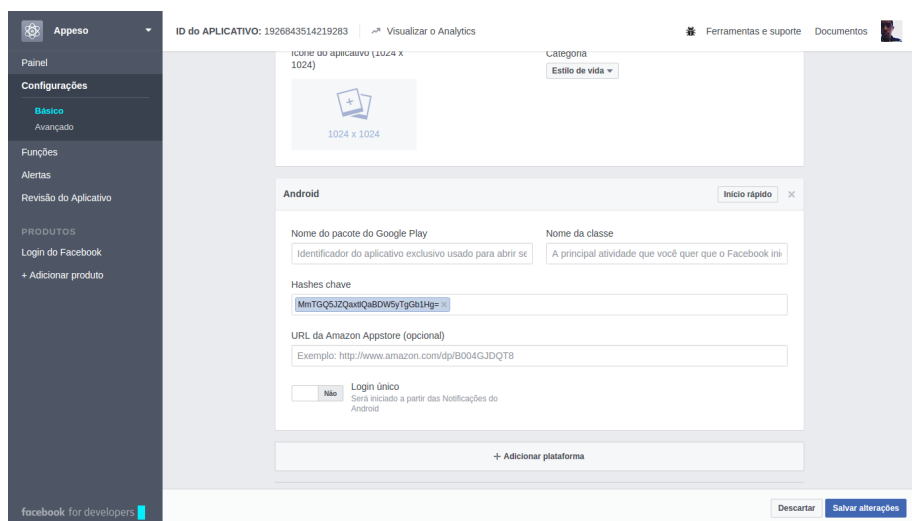 Appeso
ID do APLICATIVO: 1926843514219283
Visualizar o Analytics
Ferramentas e suporte
Documentos
Painel
Configurações
Básico
Avançado
Funções
Alertas
Revisão do Aplicativo
PRODUTOS
Login do Facebook
+ Adicionar produto
Ícone do aplicativo (1024 x
1024)
1024 x 1024
Categoria
Estilo de vida
Android
Início rápido
Nome do pacote do Google Play
Identificador do aplicativo exclusivo usado para abrir se
Nome da classe
A principal atividade que você quer que o Facebook ini
Hashes chave
MmTGQ5JZQaxtlQaBDW5yTgGb1Hg=
URL da Amazon Appstore (opcional)
Exemplo: http://www.amazon.com/dp/B004GJDQT8
Não
Login único
Será iniciado a partir das Notificações do
Android
+ Adicionar plataforma
facebook for developers
Descartar
Salvar alterações